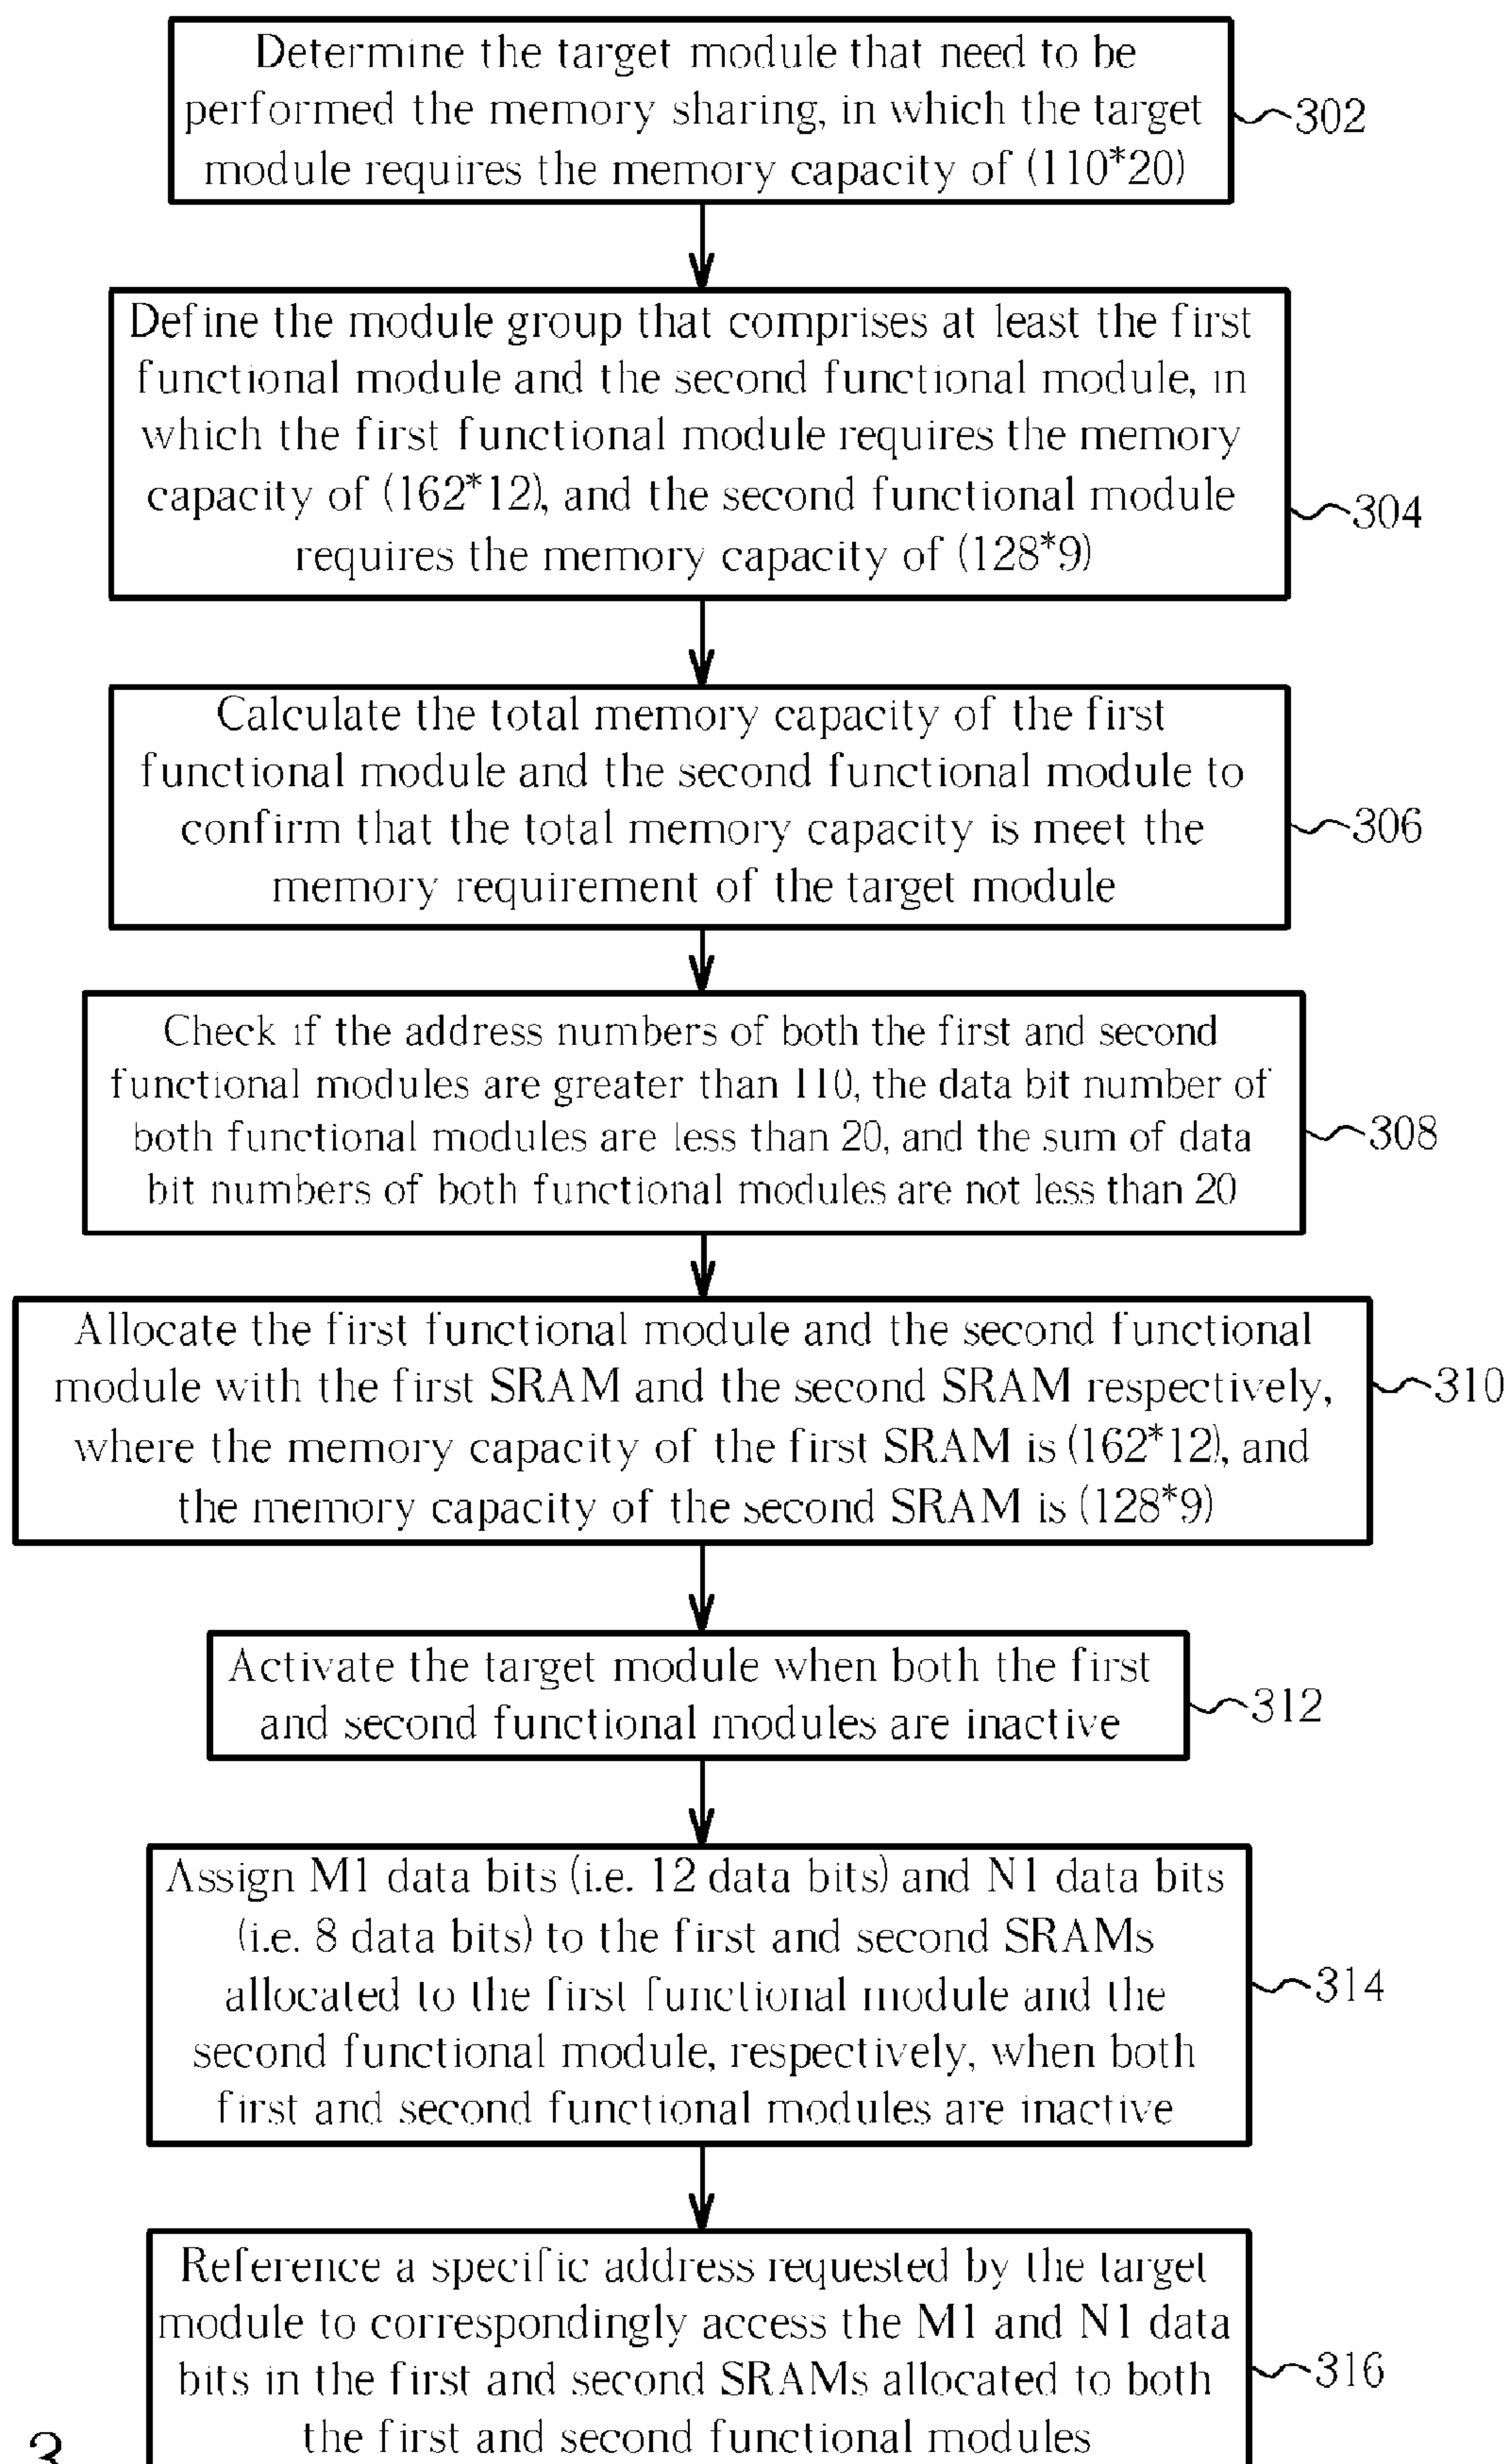 Determine the target module that need to be
performed the memory sharing, in which the target
module requires the memory capacity of (110*20)
302
Define the module group that comprises at least the first
functional module and the second functional module, in
which the first functional module requires the memory
capacity of (162*12), and the second functional module
requires the memory capacity of (128*9)
304
Calculate the total memory capacity of the first
functional module and the second functional module to
confirm that the total memory capacity is meet the
memory requirement of the target module
306
Check if the address numbers of both the first and second
functional modules are greater than 110, the data bit number of
both functional modules are less than 20, and the sum of data
bit numbers of both functional modules are not less than 20
308
Allocate the first functional module and the second functional
module with the first SRAM and the second SRAM respectively,
where the memory capacity of the first SRAM is (162*12), and
the memory capacity of the second SRAM is (128*9)
310
Activate the target module when both the first
and second functional modules are inactive
312
Assign M1 data bits (i.e. 12 data bits) and N1 data bits
(i.e. 8 data bits) to the first and second SRAMs
allocated to the first functional module and the
second functional module, respectively, when both
first and second functional modules are inactive
314
Reference a specific address requested by the target
module to correspondingly access the M1 and N1 data
bits in the first and second SRAMs allocated to both
the first and second functional modules
316
3